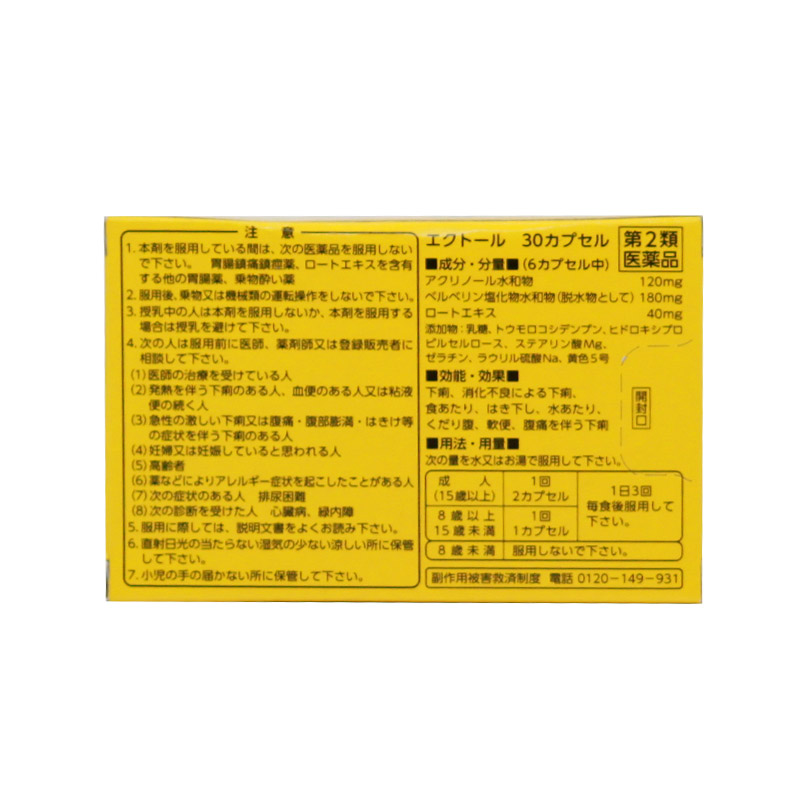 注 意
1. 本剤を服用している間は、次の医薬品を服用しない
で下さい。 胃腸鎮痛鎮痙薬、ロートエキスを含有
する他の胃腸薬、乗物酔い薬
2. 服用後、乗物又は機械類の運転操作をしないで下さい。
3. 授乳中の人は本剤を服用しないか、本剤を服用する
場合は授乳を避けて下さい。
4. 次の人は服用前に医師、薬剤師又は登録販売者に
相談して下さい。
(1)医師の治療を受けている人
(2)発熱を伴う下痢のある人、血便のある人又は粘液
便の続く人
(3)急性の激しい下痢又は腹痛・腹部膨満・はきけ等
の症状を伴う下痢のある人
(4)妊婦又は妊娠していると思われる人
(5)高齢者
(6)薬などによりアレルギー症状を起こしたことがある人
(7)次の症状のある人 排尿困難
(8)次の診断を受けた人 心臓病、緑内障
5. 服用に際しては、説明文書をよくお読み下さい。
6. 直射日光の当たらない湿気の少ない涼しい所に保管
して下さい。
7. 小児の手の届かない所に保管して下さい。
エクトール 30カプセル
第2類
医薬品
■成分・分量■(6カプセル中)
アクリノール水和物 120mg
ベルベリン塩化物水和物(脱水物として) 180mg
ロートエキス 40mg
添加物:乳糖、トウモロコシデンプン、ヒドロキシプロ
ピルセルロース、ステアリン酸Mg、
ゼラチン、ラウリル硫酸Na、黄色5号
■効能・効果■
下痢、消化不良による下痢、
食あたり、はき下し、水あたり、
くだり腹、軟便、腹痛を伴う下痢
開封口
■用法・用量■
次の量を水又はお湯で服用して下さい。
成 人
(15歳以上)
1回
2カプセル
8歳以上
15歳未満
1回
1カプセル
1日3回
毎食後服用して
下さい。
8歳未満 服用しないで下さい。
副作用被害救済制度 電話 0120-149-931